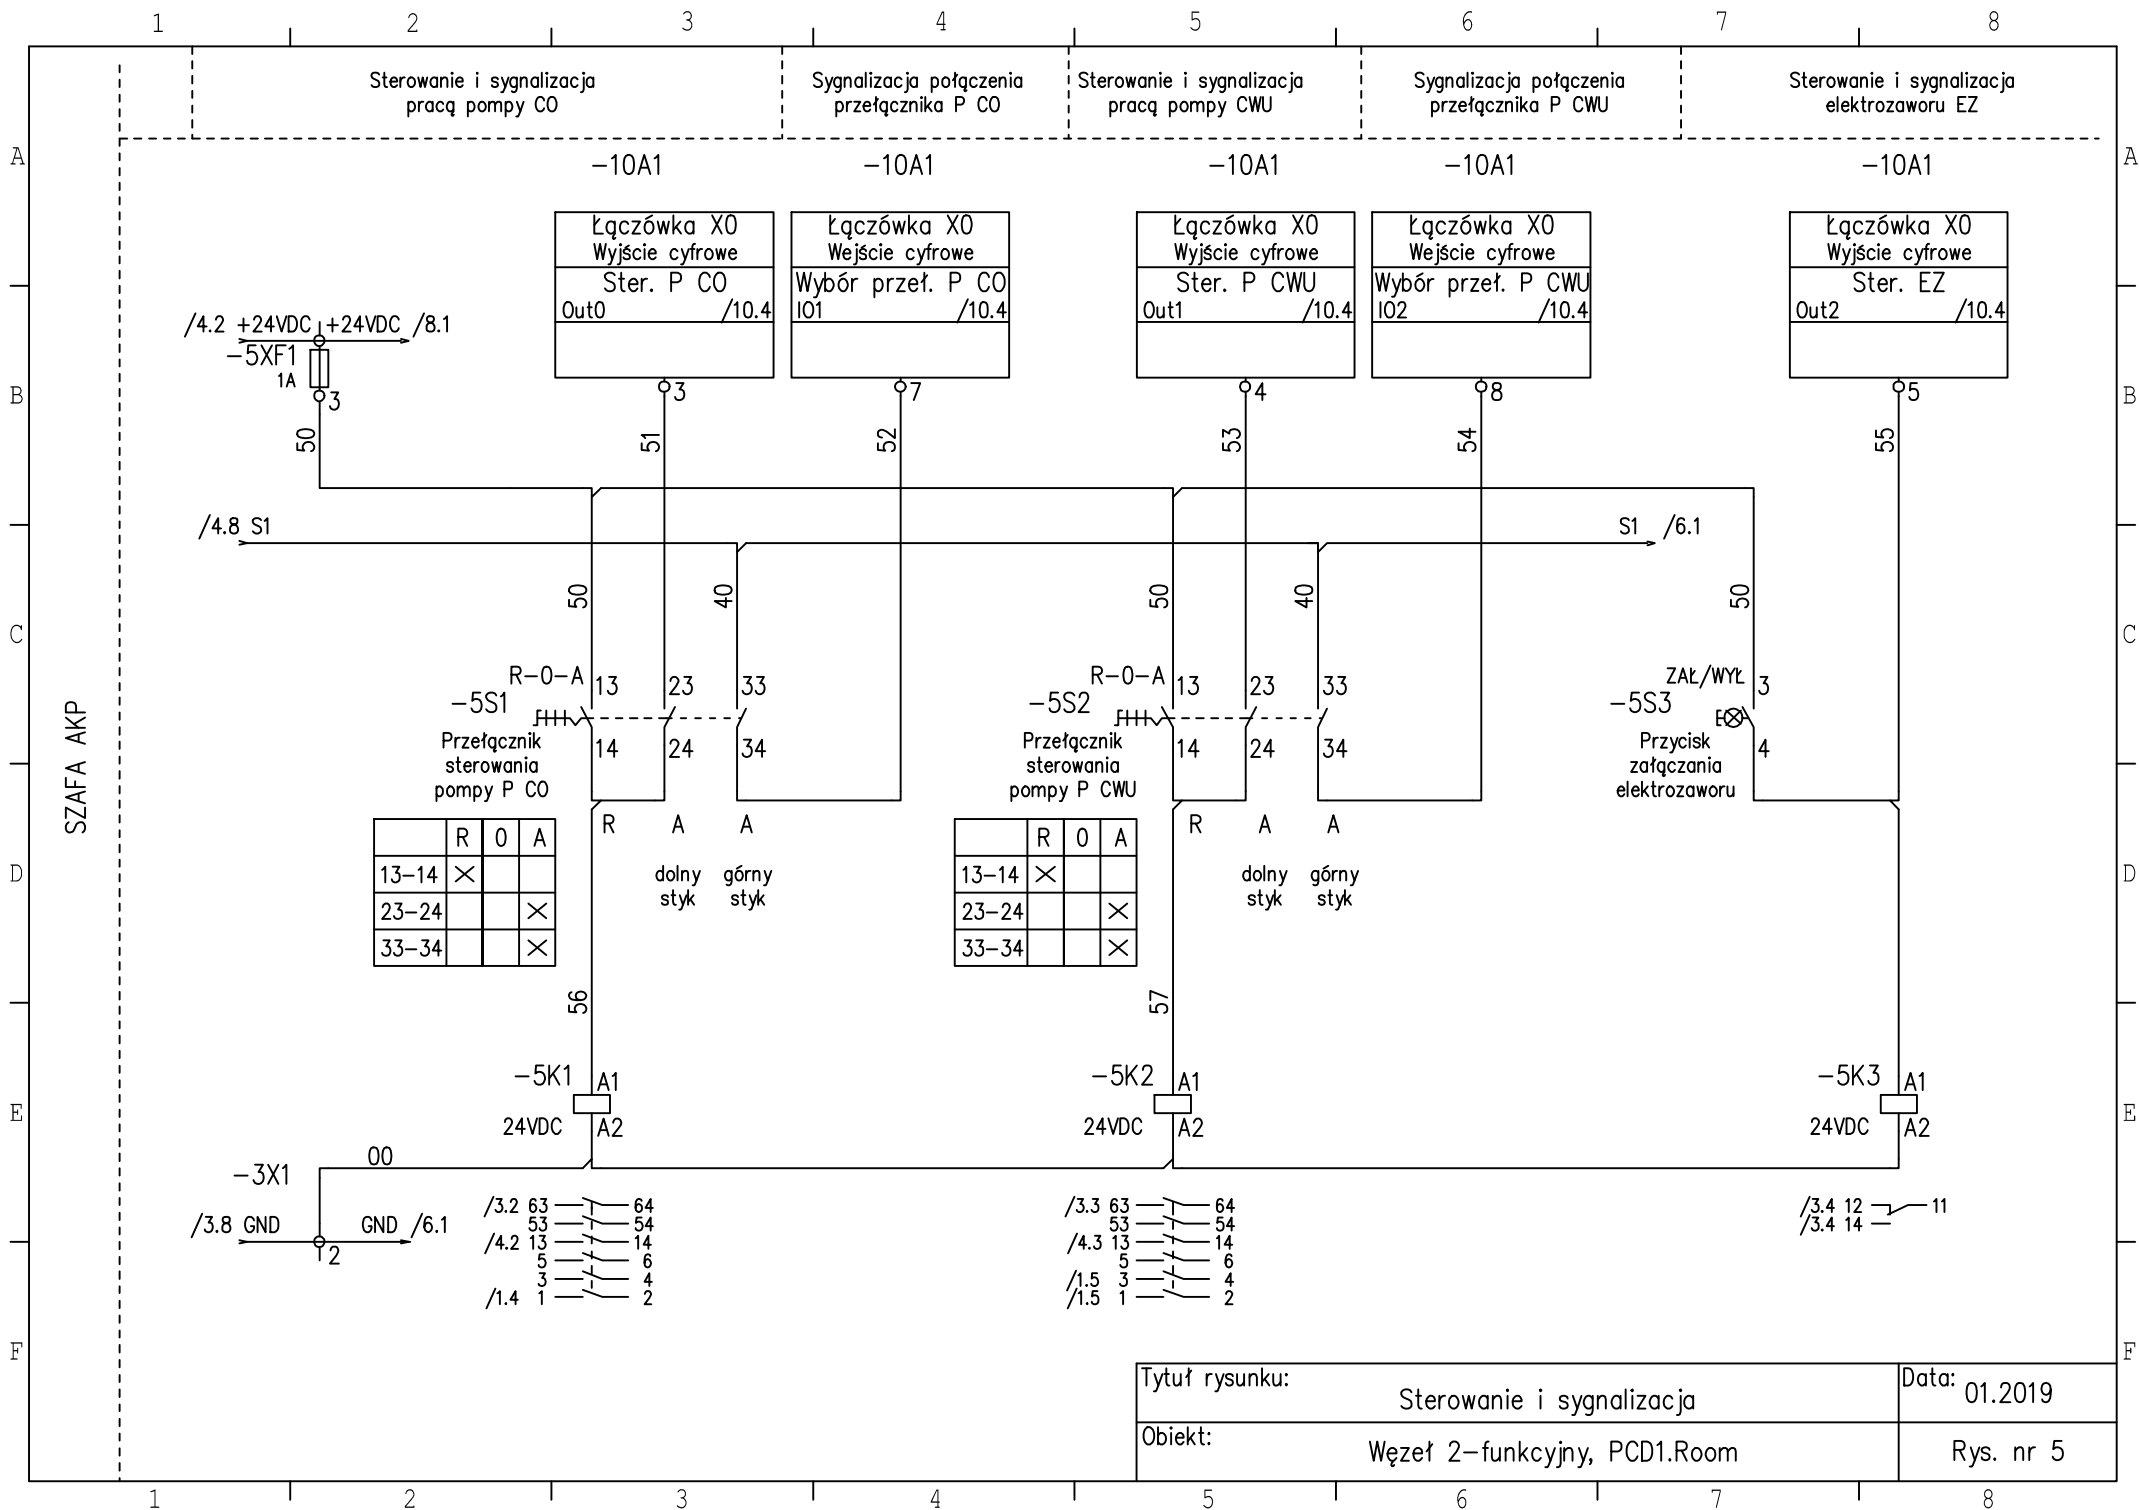 1 2 3 4 5 6 7 8
Sterowanie i sygnalizacja
pracą pompy CO
Sygnalizacja połączenia
przełącznika P CO
Sterowanie i sygnalizacja
pracą pompy CWU
Sygnalizacja połączenia
przełącznika P CWU
Sterowanie i sygnalizacja
elektrozaworu EZ
A
A
-10A1
-10A1
-10A1
-10A1
-10A1
Łączówka X0
Wyjście cyfrowe
Ster. P CO
Out0 /10.4
3
Łączówka X0
Wejście cyfrowe
Wybór przeł. P CO
IO1 /10.4
7
Łączówka X0
Wyjście cyfrowe
Ster. P CWU
Out1 /10.4
4
Łączówka X0
Wejście cyfrowe
Wybór przeł. P CWU
IO2 /10.4
8
Łączówka X0
Wyjście cyfrowe
Ster. EZ
Out2 /10.4
5
/4.2 +24VDC +24VDC /8.1
-5XF1
1A
3
B
B
50 51 52 53 54 55
/4.8 S1
S1 /6.1
50 40 50 40 50
C
C
SZAFA AKP
R-0-A 13 23 33
-5S1
14 24 34
Przełącznik
sterowania
pompy P CO
R A A
dolny
styk
górny
styk
R 0 A
13-14 X
23-24 X
33-34 X
R-0-A 13 23 33
-5S2
14 24 34
Przełącznik
sterowania
pompy P CWU
R A A
dolny
styk
górny
styk
R 0 A
13-14 X
23-24 X
33-34 X
ZAŁ/WYŁ 3
-5S3
4
Przycisk
załączania
elektrozaworu
D
D
56 57
-5K1 A1
24VDC A2
-5K2 A1
24VDC A2
-5K3 A1
24VDC A2
E
E
00
-3X1
/3.8 GND GND /6.1
2
/3.2 63 64
53 54
/4.2 13 14
5 6
3 4
/1.4 1 2
/3.3 63 64
53 54
/4.3 13 14
5 6
/1.5 3 4
/1.5 1 2
/3.4 12 11
/3.4 14
F
F
Tytuł rysunku:
Sterowanie i sygnalizacja
Data: 01.2019
Obiekt:
Węzeł 2-funkcyjny, PCD1.Room
Rys. nr 5
1 2 3 4 5 6 7 8